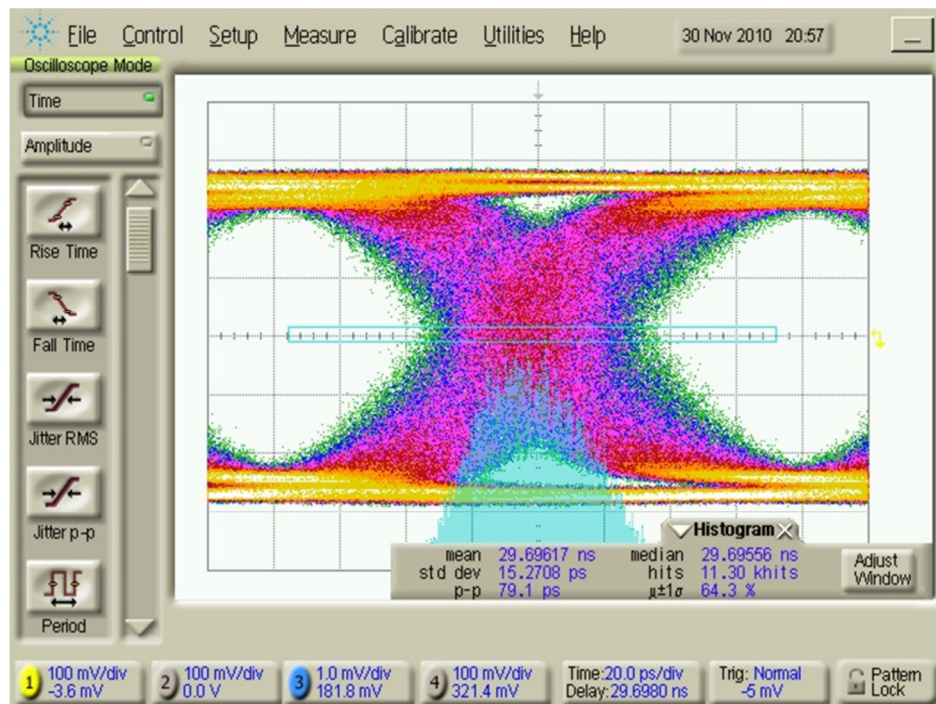 File Control Setup Measure Calibrate Utilities Help 30 Nov 2010 20:57
Oscilloscope Mode
Time
Amplitude
Rise Time
Fall Time
Jitter RMS
Jitter p-p
Period
Histogram
mean 29.69617 ns median 29.69556 ns
std dev 15.2708 ps hits 11.30 khits
p-p 79.1 ps µ±1σ 64.3 %
Adjust
Window
1 100 mV/div
-3.6 mV
2 100 mV/div
0.0 V
3 1.0 mV/div
181.8 mV
4 100 mV/div
321.4 mV
Time:20.0 ps/div
Delay:29.6980 ns
Trig: Normal
-5 mV
Pattern
Lock